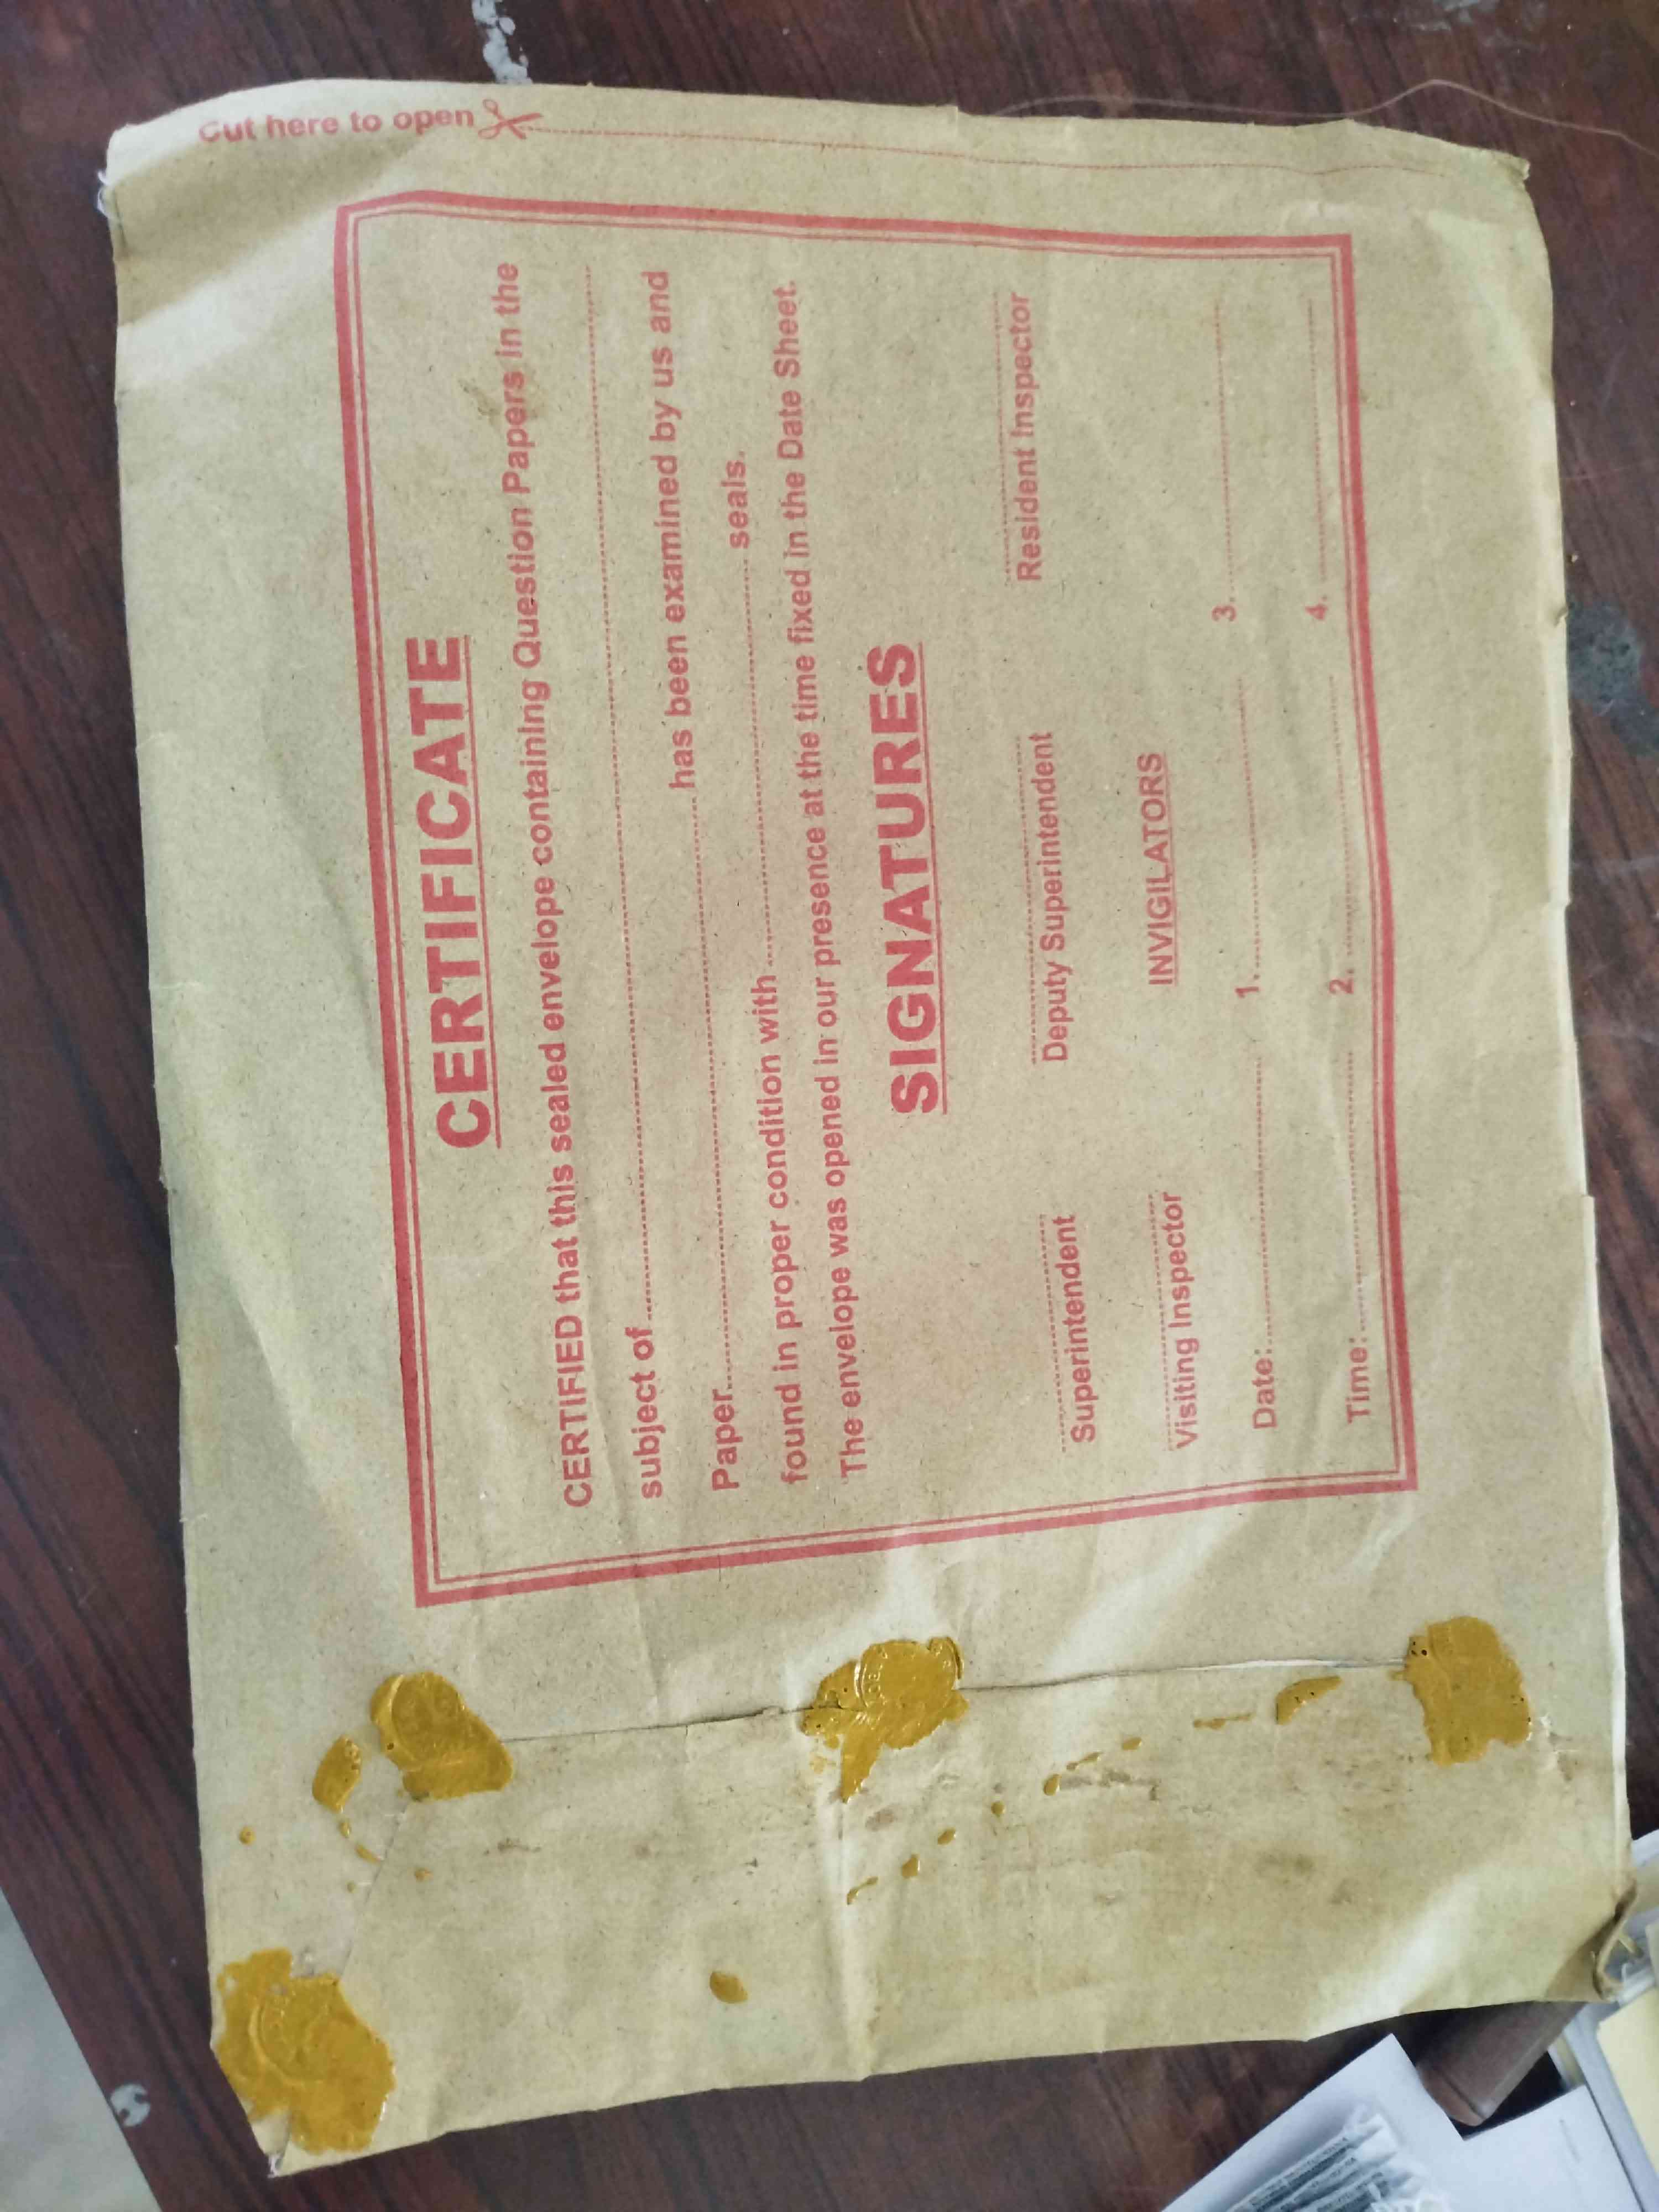 Cut here to open
CERTIFICATE
CERTIFIED that this sealed envelope containing Question Papers in the
subject of
Paper has been examined by us and
found in proper condition with seals.
The envelope was opened in our presence at the time fixed in the Date Sheet.
SIGNATURES
Superintendent Deputy Superintendent Resident Inspector
Visiting Inspector INVIGILATORS
Date: 1. 3.
Time: 2. 4.